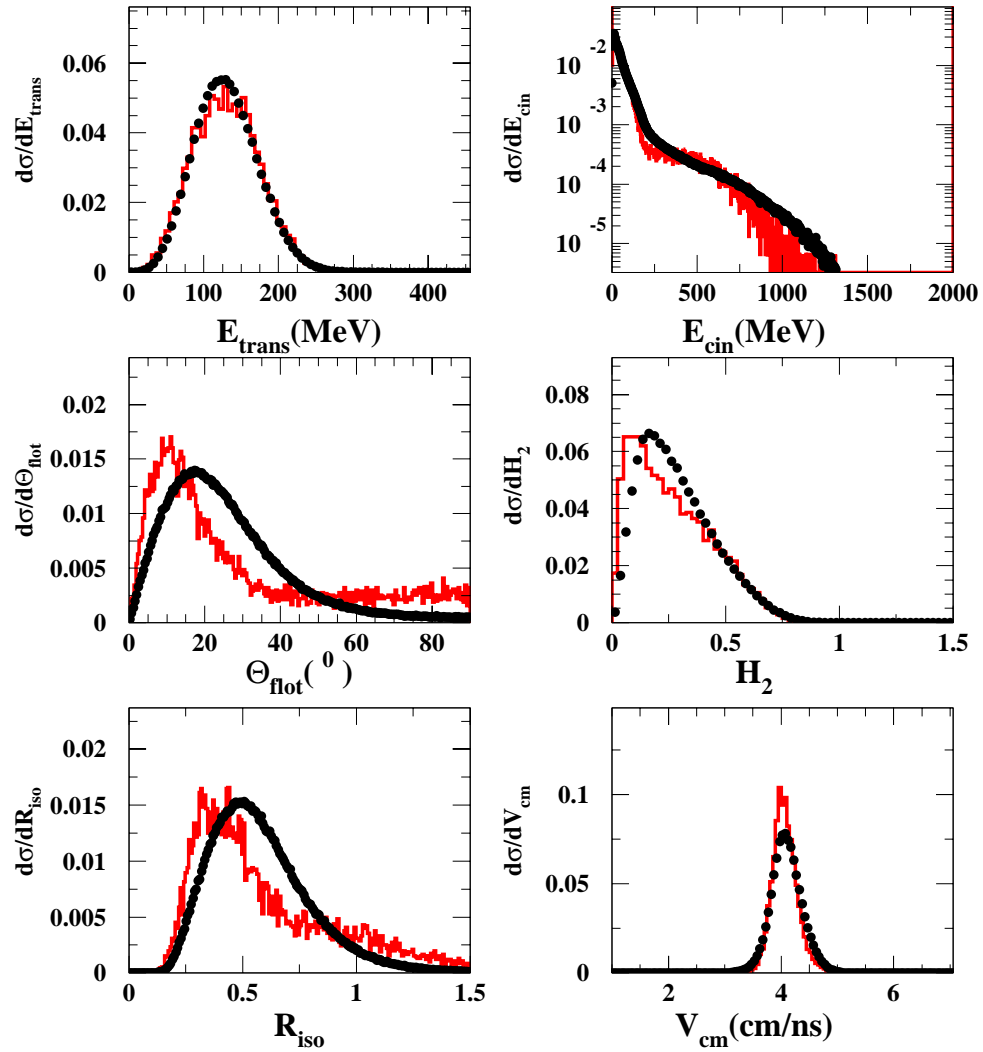 dσ/dE_trans
0.06
0.04
0.02
0
0 100 200 300 400
E_trans(MeV)
dσ/dE_cin
10^-2
10^-3
10^-4
10^-5
10 10 10 10
0 500 1000 1500 2000
E_cin(MeV)
dσ/dΘ_flot
0.02
0.015
0.01
0.005
0
0 20 40 60 80
Θ_flot(^0)
dσ/dH_2
0.08
0.06
0.04
0.02
0
0 0.5 1 1.5
H_2
dσ/dR_iso
0.02
0.015
0.01
0.005
0
0 0.5 1 1.5
R_iso
dσ/dV_cm
0.1
0.05
0
2 4 6
V_cm(cm/ns)